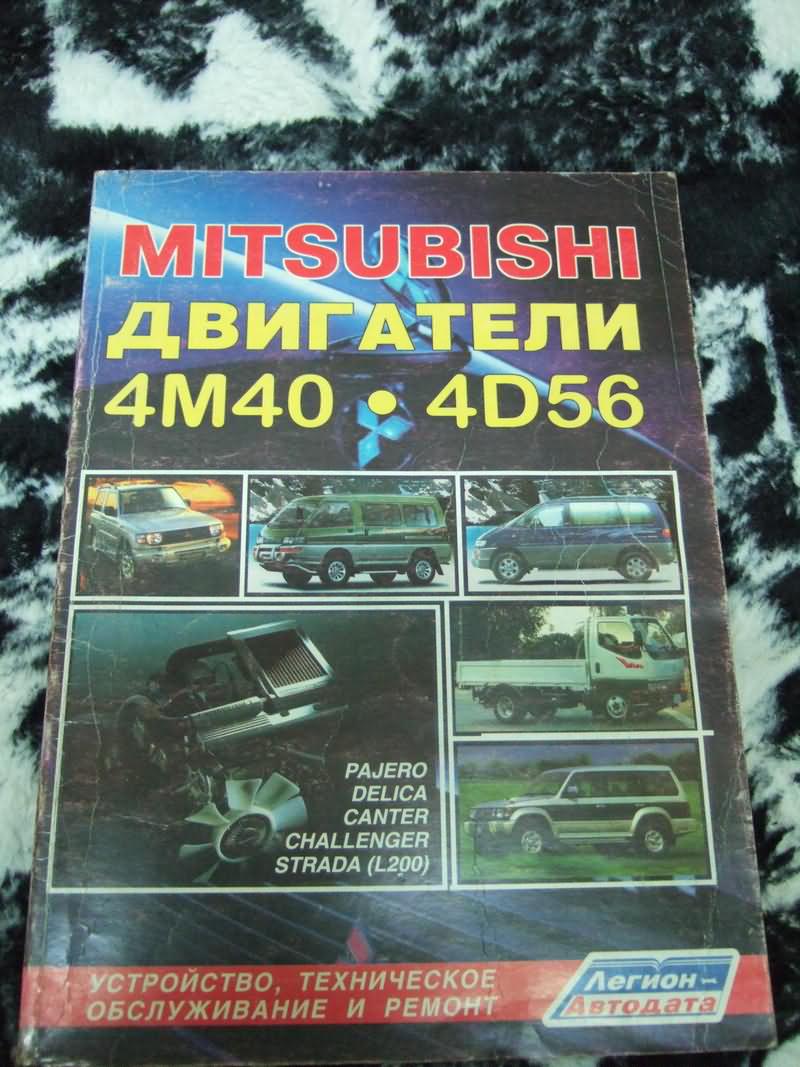 MITSUBISHI
ДВИГАТЕЛИ
4M40 • 4D56
PAJERO
DELICA
CANTER
CHALLENGER
STRADA (L200)
УСТРОЙСТВО, ТЕХНИЧЕСКОЕ
ОБСЛУЖИВАНИЕ И РЕМОНТ
Легион-
Автодата